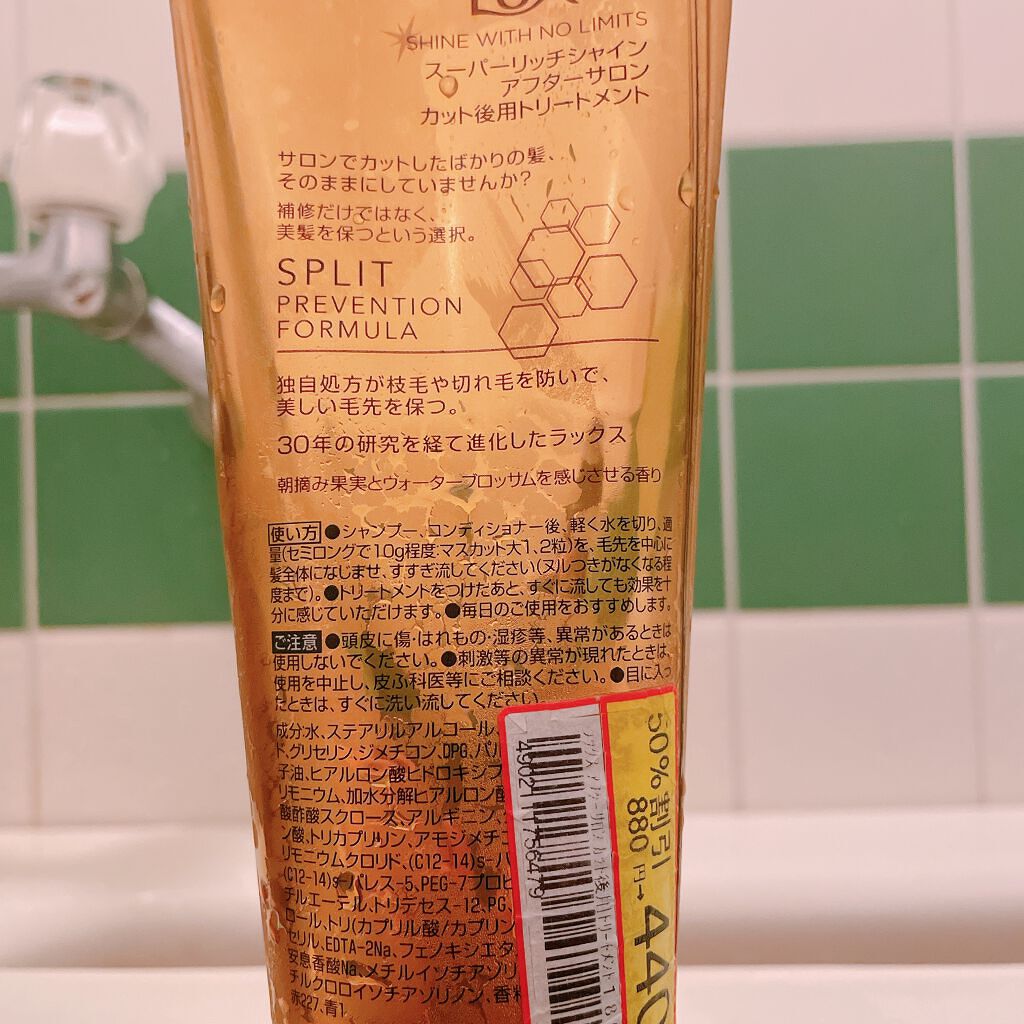 LUX
SHINE WITH NO LIMITS
スーパーリッチシャイン
アフターサロン
カット後用トリートメント
サロンでカットしたばかりの髪、
そのままにしていませんか?
補修だけではなく、
美髪を保つという選択。
SPLIT
PREVENTION
FORMULA
独自処方が枝毛や切れ毛を防いで、
美しい毛先を保つ。
30年の研究を経て進化したラックス
朝摘み果実とウォーターブロッサムを感じさせる香り
使い方 ●シャンプー、コンディショナー後、軽く水を切り、適
量(セミロングで10g程度:マスカット大1、2粒)を、毛先を中心に
髪全体になじませ、すすぎ流してください(ヌルつきがなくなる程
度まで)。●トリートメントをつけたあと、すぐに流しても効果を十
分に感じていただけます。●毎日のご使用をおすすめします。
ご注意 ●頭皮に傷・はれもの・湿疹等、異常があるときは
使用しないでください。●刺激等の異常が現れたときは、
使用を中止し、皮ふ科医等にご相談ください。●目に入っ
たときは、すぐに洗い流してください。
成分:水、ステアリルアルコール、
ド、グリセリン、ジメチコン、DPG、パル
子油、ヒアルロン酸ヒドロキシプ
リモニウム、加水分解ヒアルロン酸
酸酢酸スクロース、アルギニン、
ン酸、トリカプリリン、アモジメチコ
リモニウムクロリド、(C12-14)s-パ
(C12-14)s-パレス-5、PEG-7プロピ
チルエーテル、トリデセス-12、PG、
ロール、トリ(カプリル酸/カプリン
セリル、EDTA-2Na、フェノキシエタ
安息香酸Na、メチルイソチアゾリ
チルクロロイソチアゾリノン、香料
赤227、青1
50%割引
880円→440